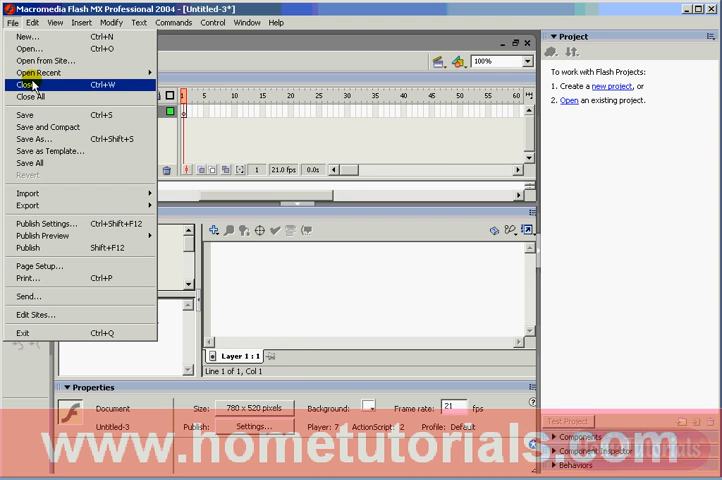 Macromedia Flash MX Professional 2004 - [Untitled-3*]
File Edit View Insert Modify Text Commands Control Window Help
New... Ctrl+N
Open... Ctrl+O
Open from Site...
Open Recent
Close Ctrl+W
Close All
Save Ctrl+S
Save and Compact
Save As... Ctrl+Shift+S
Save as Template...
Save All
Revert
Import
Export
Publish Settings... Ctrl+Shift+F12
Publish Preview
Publish Shift+F12
Page Setup...
Print... Ctrl+P
Send...
Edit Sites...
Exit Ctrl+Q
100%
1 5 10 15 20 25 30 35 40 45 50 55 60
1 21.0 fps 0.0s
Layer 1 : 1
Line 1 of 1, Col 1
Properties
Document
Untitled-3
Size: 780 x 520 pixels
Background:
Frame rate: 21 fps
Publish: Settings...
Player: 7 ActionScript: 2 Profile: Default
Project
To work with Flash Projects:
1. Create a new project, or
2. Open an existing project.
Test Project
Components
Component Inspector
Behaviors
www.hometutorials.com